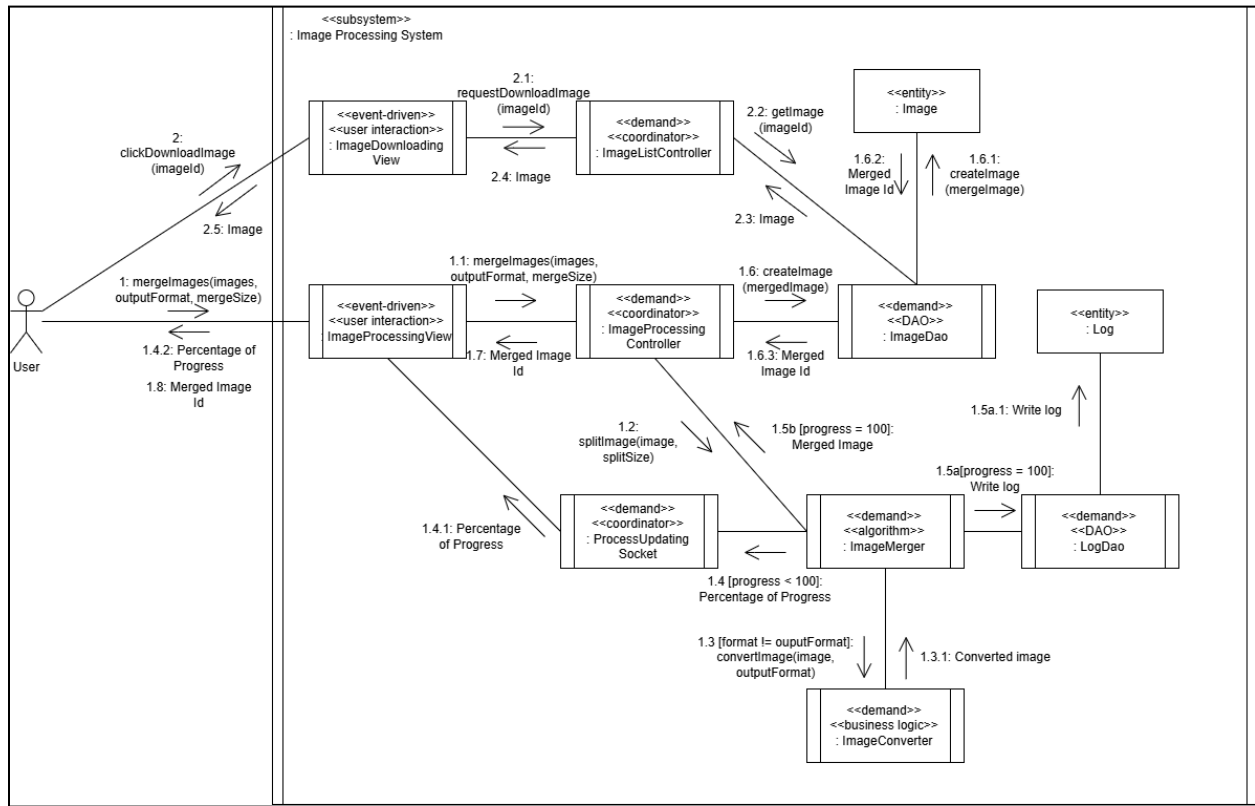 <<subsystem>>
: Image Processing System
2:
clickDownloadImage
(imageId)
2.5: Image
<<event-driven>>
<<user interaction>>
: ImageDownloading
View
2.1:
requestDownloadImage
(imageId)
2.4: Image
<<demand>>
<<coordinator>>
: ImageListController
2.2: getImage
(imageId)
2.3: Image
<<entity>>
: Image
1.6.2:
Merged
Image Id
1.6.1:
createImage
(mergeImage)
User
1: mergeImages(images,
outputFormat, mergeSize)
1.4.2: Percentage of
Progress
1.8: Merged Image
Id
<<event-driven>>
<<user interaction>>
: ImageProcessingView
1.1: mergeImages(images,
outputFormat, mergeSize)
1.7: Merged Image
Id
<<demand>>
<<coordinator>>
: ImageProcessing
Controller
1.6: createImage
(mergedImage)
1.6.3: Merged
Image Id
<<demand>>
<<DAO>>
: ImageDao
<<entity>>
: Log
1.5a.1: Write log
1.2:
splitImage(image,
splitSize)
1.5b [progress = 100]:
Merged Image
1.5a[progress = 100]:
Write log
1.4.1: Percentage
of Progress
<<demand>>
<<coordinator>>
: ProcessUpdating
Socket
1.4 [progress < 100]:
Percentage of Progress
<<demand>>
<<algorithm>>
: ImageMerger
<<demand>>
<<DAO>>
: LogDao
1.3 [format != ouputFormat]:
convertImage(image,
outputFormat)
1.3.1: Converted image
<<demand>>
<<business logic>>
: ImageConverter